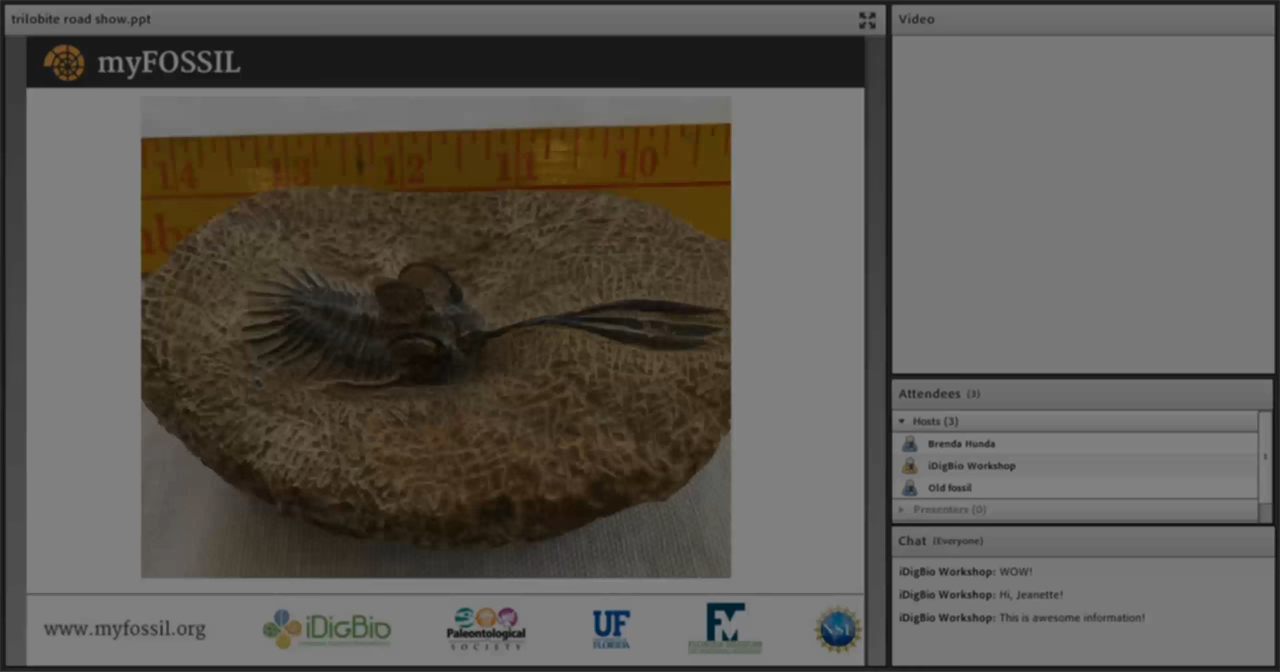 trilobite road show.ppt
Video
myFOSSIL
14 13 12 11 10
Attendees (3)
Hosts (3)
Brenda Hunda
iDigBio Workshop
Old fossil
Presenters (0)
Chat (Everyone)
iDigBio Workshop: WOW!
iDigBio Workshop: Hi, Jeanette!
iDigBio Workshop: This is awesome information!
www.myfossil.org
iDigBio
Paleontological
SOCIETY
UF
FLORIDA
FM
NSF